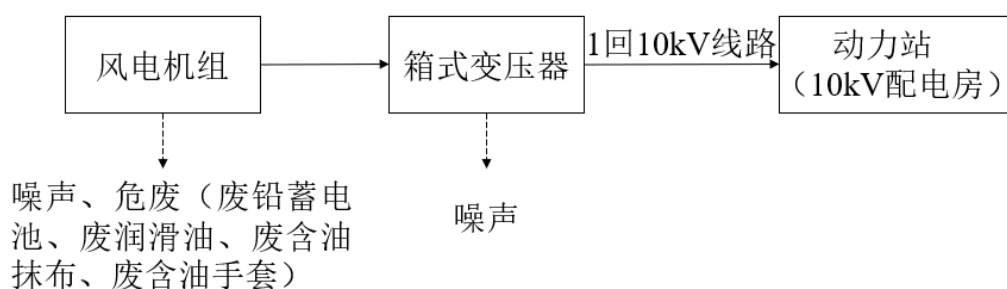 风电机组
箱式变压器
1回10kV线路
动力站
（10kV配电房）
噪声、危废（废铅蓄电
池、废润滑油、废含油
抹布、废含油手套）
噪声